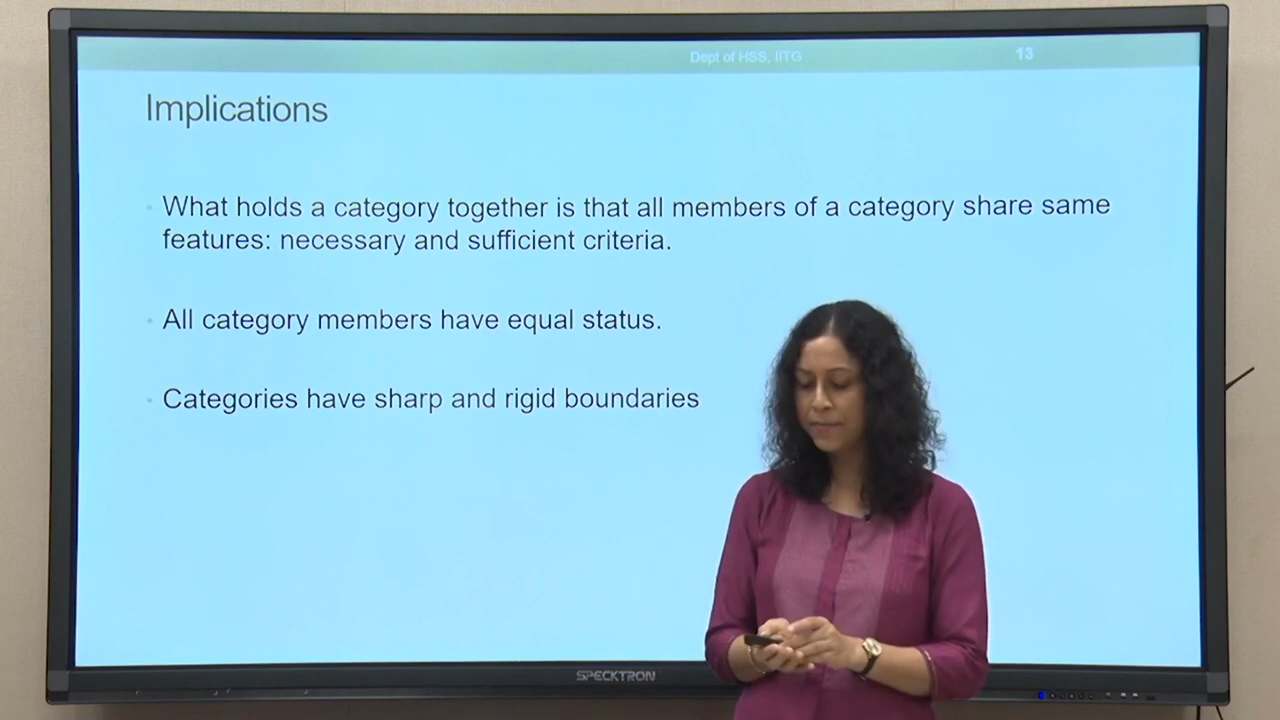 Dept of HSS, IITG
13
Implications
What holds a category together is that all members of a category share same
features: necessary and sufficient criteria.
All category members have equal status.
Categories have sharp and rigid boundaries
SPECKTRON